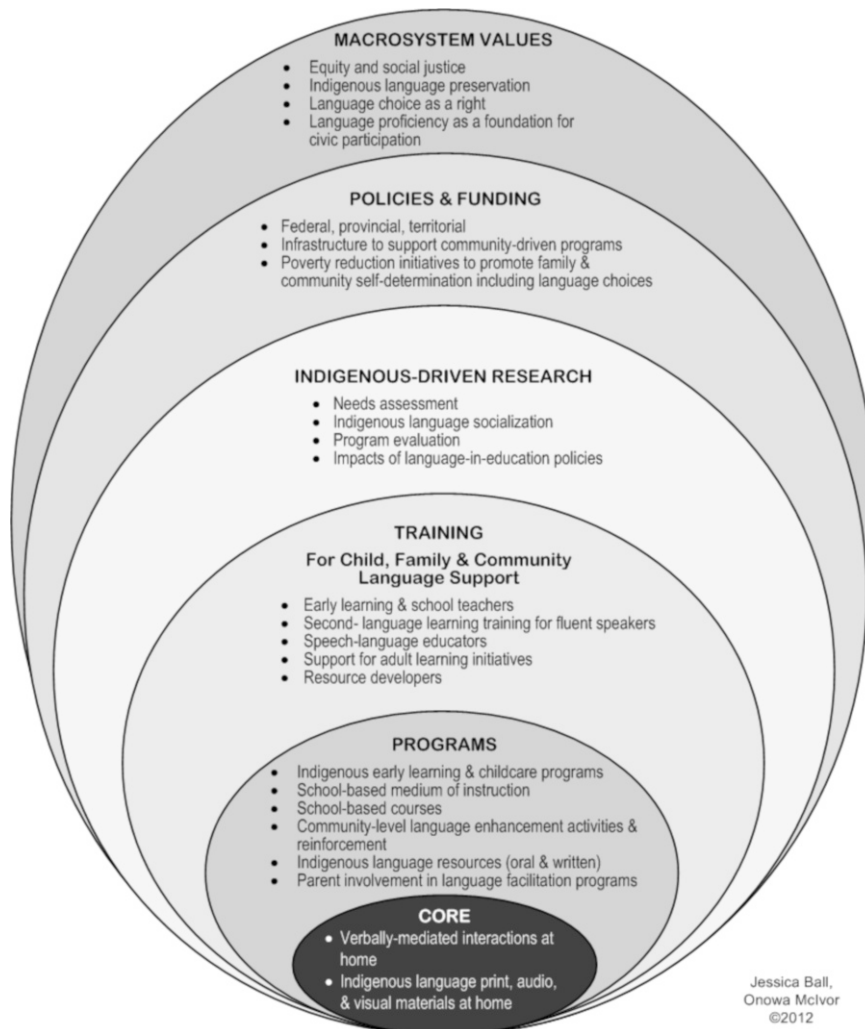 MACROSYSTEM VALUES
• Equity and social justice
• Indigenous language preservation
• Language choice as a right
• Language proficiency as a foundation for
civic participation
POLICIES & FUNDING
• Federal, provincial, territorial
• Infrastructure to support community-driven programs
• Poverty reduction initiatives to promote family &
community self-determination including language choices
INDIGENOUS-DRIVEN RESEARCH
• Needs assessment
• Indigenous language socialization
• Program evaluation
• Impacts of language-in-education policies
TRAINING
For Child, Family & Community
Language Support
• Early learning & school teachers
• Second- language learning training for fluent speakers
• Speech-language educators
• Support for adult learning initiatives
• Resource developers
PROGRAMS
• Indigenous early learning & childcare programs
• School-based medium of instruction
• School-based courses
• Community-level language enhancement activities &
reinforcement
• Indigenous language resources (oral & written)
• Parent involvement in language facilitation programs
CORE
• Verbally-mediated interactions at
home
• Indigenous language print, audio,
& visual materials at home
Jessica Ball,
Onowa McIvor
©2012